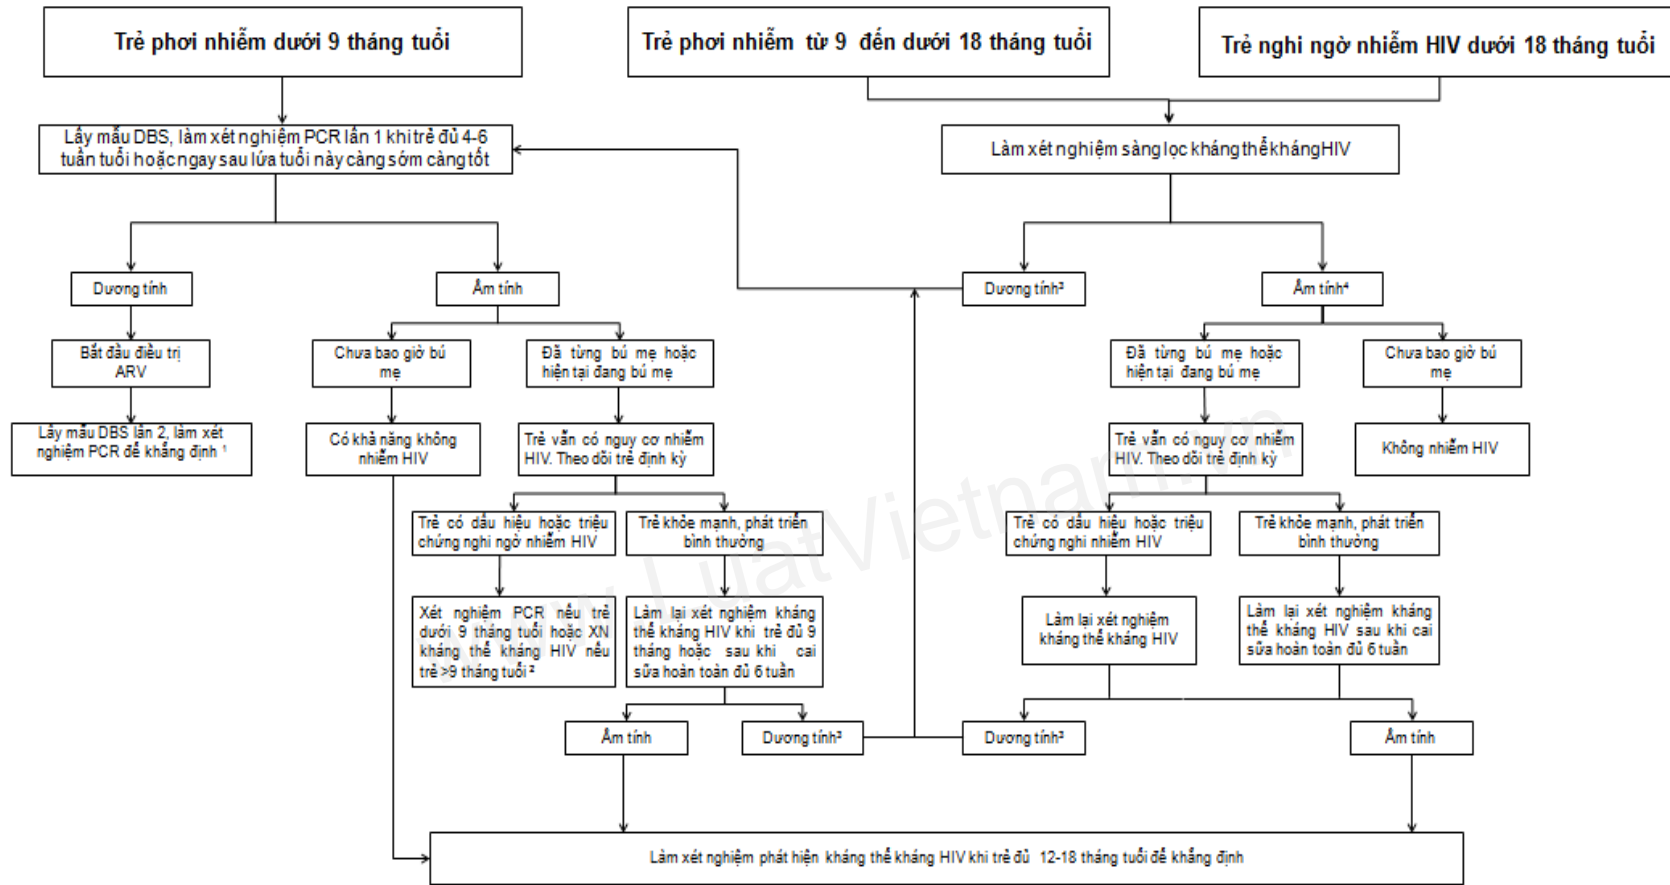 Trẻ phơi nhiễm dưới 9 tháng tuổi
Trẻ phơi nhiễm từ 9 đến dưới 18 tháng tuổi
Trẻ nghi ngờ nhiễm HIV dưới 18 tháng tuổi
Lấy mẫu DBS, làm xét nghiệm PCR lần 1 khi trẻ đủ 4-6
tuần tuổi hoặc ngay sau lứa tuổi này càng sớm càng tốt
Làm xét nghiệm sàng lọc kháng thể kháng HIV
Dương tính
Âm tính
Dương tính³
Âm tính⁴
Bắt đầu điều trị
ARV
Chưa bao giờ bú
mẹ
Đã từng bú mẹ hoặc
hiện tại đang bú mẹ
Đã từng bú mẹ hoặc
hiện tại đang bú mẹ
Chưa bao giờ bú
mẹ
Lấy mẫu DBS lần 2, làm xét
nghiệm PCR để khẳng định ¹
Có khả năng không
nhiễm HIV
Trẻ vẫn có nguy cơ nhiễm
HIV. Theo dõi trẻ định kỳ
Trẻ vẫn có nguy cơ nhiễm
HIV. Theo dõi trẻ định kỳ
Không nhiễm HIV
Trẻ có dấu hiệu hoặc triệu
chứng nghi ngờ nhiễm HIV
Trẻ khỏe mạnh, phát triển
bình thường
Trẻ có dấu hiệu hoặc triệu
chứng nghi nhiễm HIV
Trẻ khỏe mạnh, phát triển
bình thường
Xét nghiệm PCR nếu trẻ
dưới 9 tháng tuổi hoặc XN
kháng thể kháng HIV nếu
trẻ >9 tháng tuổi ²
Làm lại xét nghiệm kháng
thể kháng HIV khi trẻ đủ 9
tháng hoặc sau khi cai
sữa hoàn toàn đủ 6 tuần
Làm lại xét nghiệm
kháng thể kháng HIV
Làm lại xét nghiệm kháng
thể kháng HIV sau khi cai
sữa hoàn toàn đủ 6 tuần
Âm tính
Dương tính³
Dương tính³
Âm tính
Làm xét nghiệm phát hiện kháng thể kháng HIV khi trẻ đủ 12-18 tháng tuổi để khẳng định
www.LuatVietnam.vn